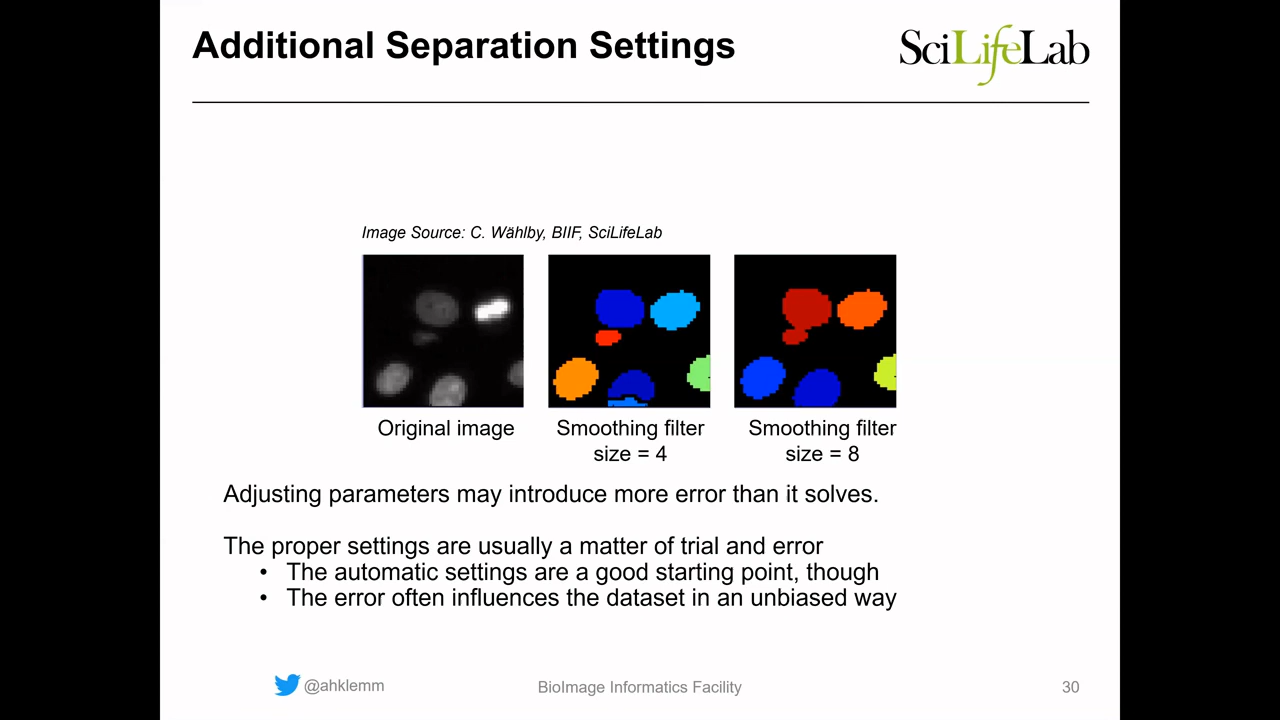 Additional Separation Settings
SciLifeLab
Image Source: C. Wählby, BIIF, SciLifeLab
Original image
Smoothing filter
size = 4
Smoothing filter
size = 8
Adjusting parameters may introduce more error than it solves.
The proper settings are usually a matter of trial and error
• The automatic settings are a good starting point, though
• The error often influences the dataset in an unbiased way
@ahklemm
BioImage Informatics Facility
30